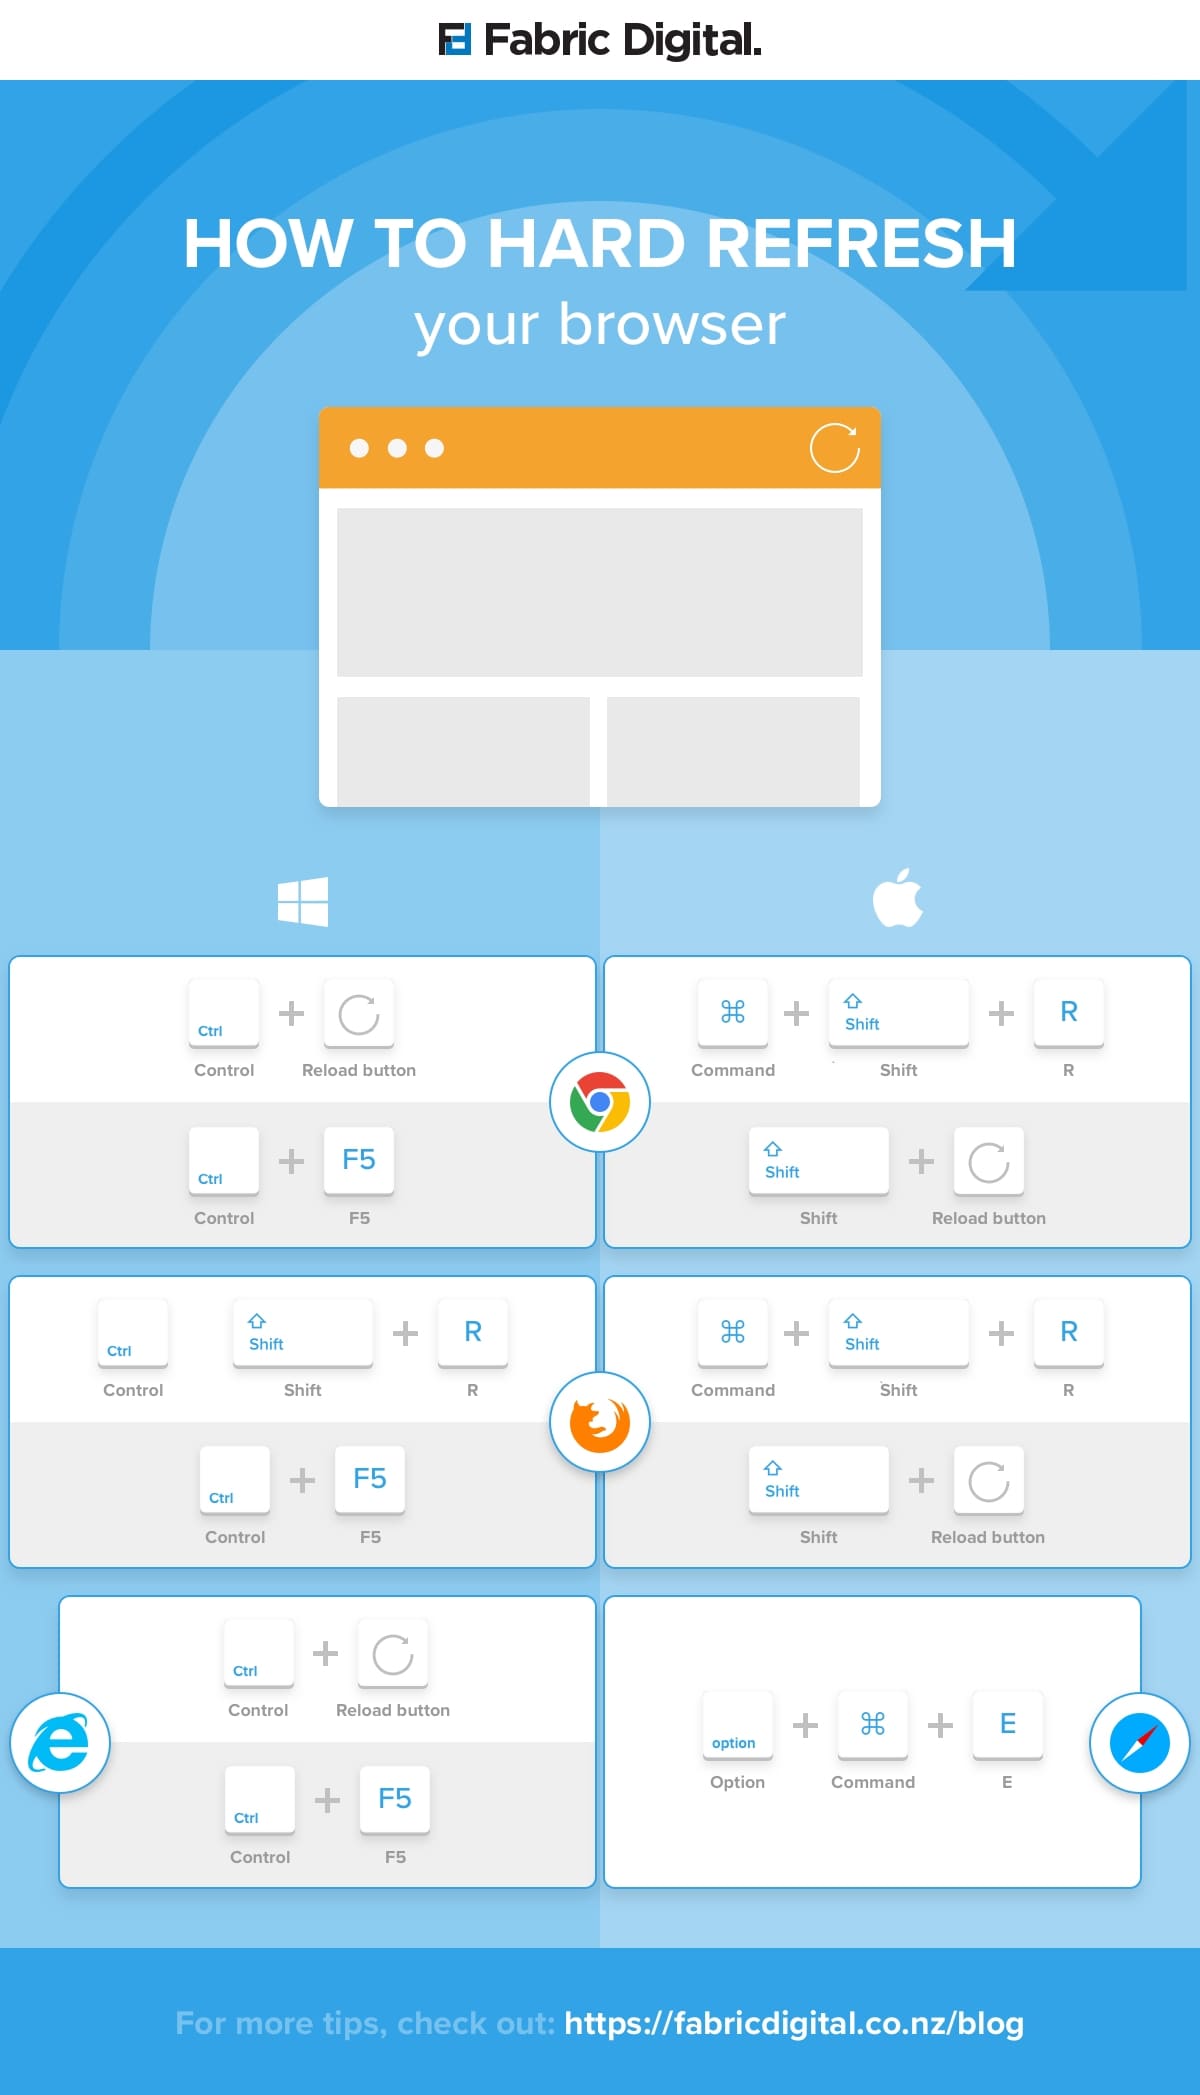 Fabric Digital.
HOW TO HARD REFRESH
your browser
Ctrl
Control
+
Reload button
⌘
Command
+
Shift
Shift
+
R
R
Ctrl
Control
+
F5
F5
Shift
Shift
+
Reload button
Ctrl
Control
Shift
Shift
+
R
R
⌘
Command
+
Shift
Shift
+
R
R
Ctrl
Control
+
F5
F5
Shift
Shift
+
Reload button
Ctrl
Control
+
Reload button
Ctrl
Control
+
F5
F5
option
Option
+
⌘
Command
+
E
E
For more tips, check out: https://fabricdigital.co.nz/blog